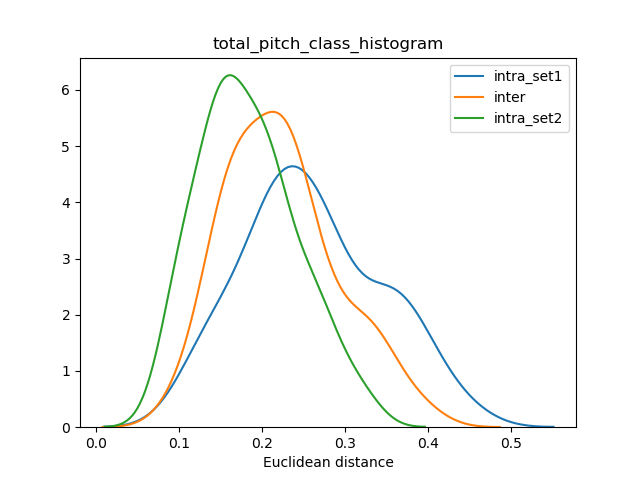 total_pitch_class_histogram
intra_set1
inter
intra_set2
6
5
4
3
2
1
0
0.0 0.1 0.2 0.3 0.4 0.5
Euclidean distance